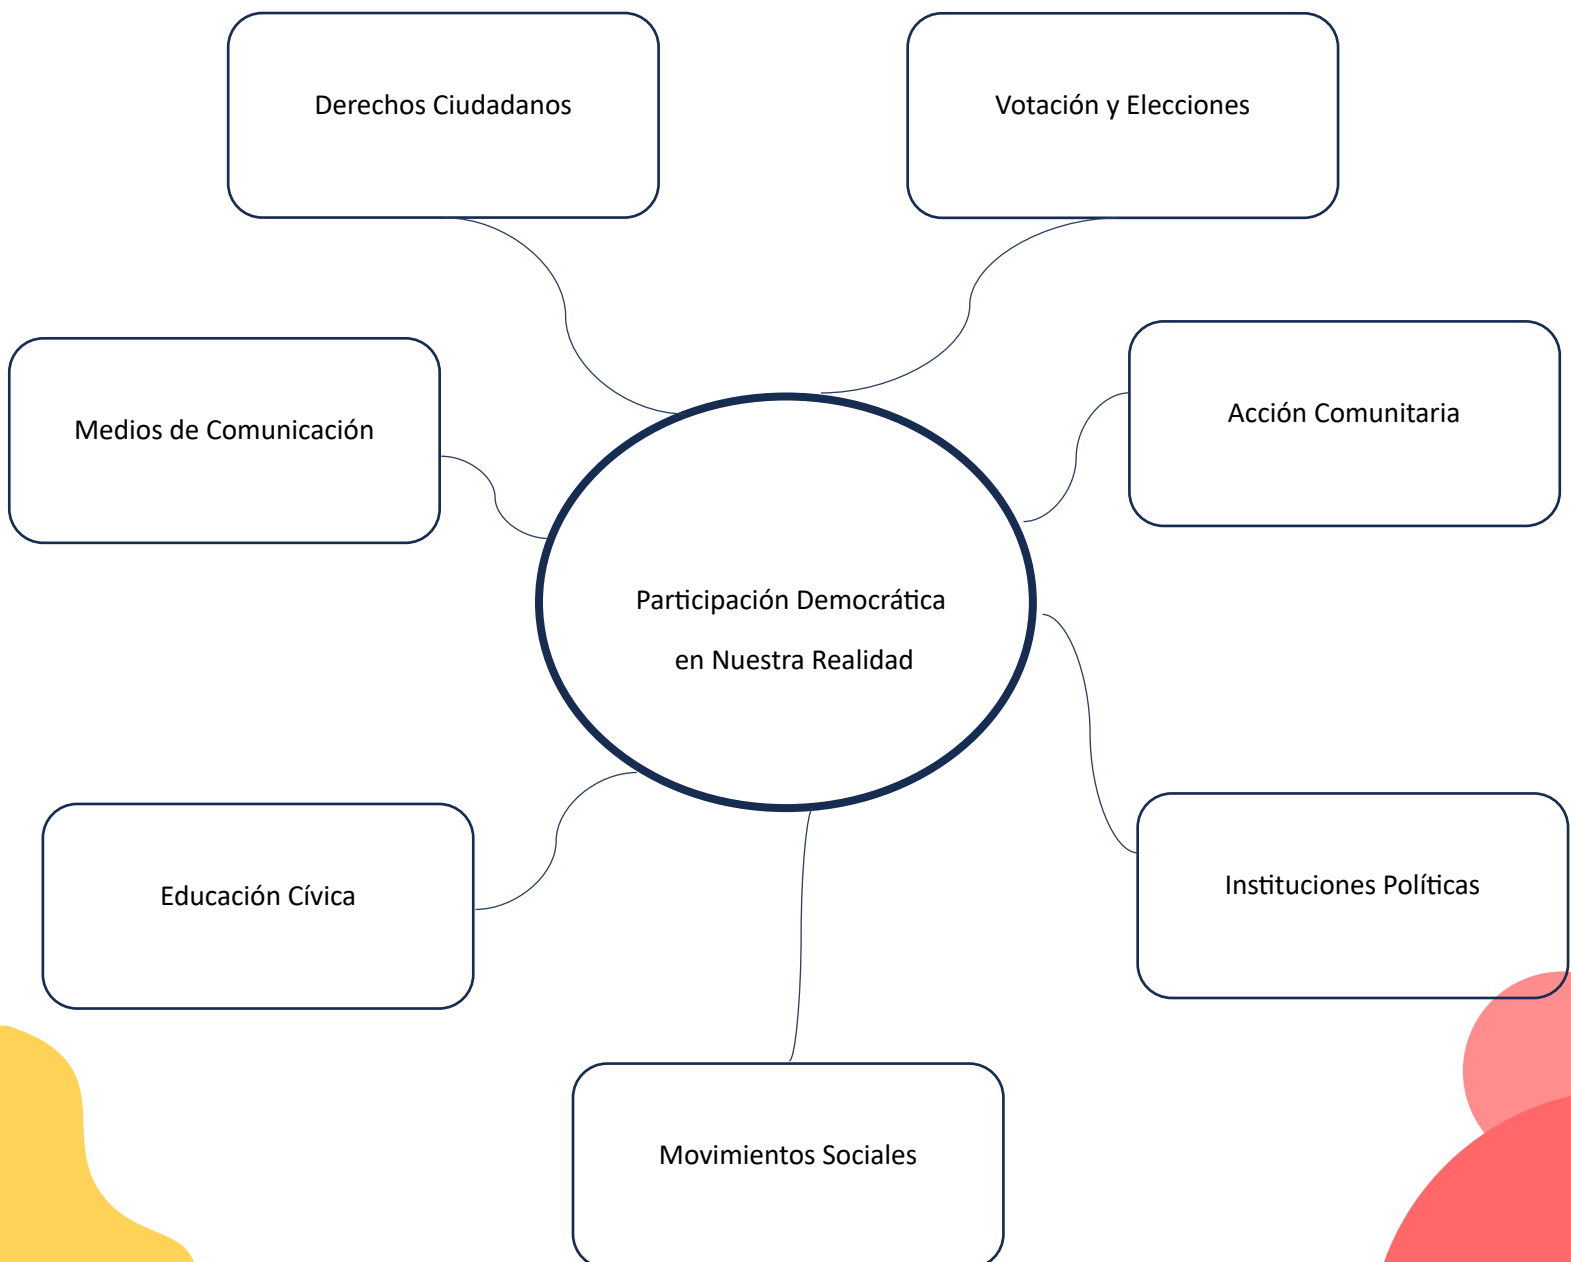 Derechos Ciudadanos
Votación y Elecciones
Medios de Comunicación
Acción Comunitaria
Participación Democrática
en Nuestra Realidad
Educación Cívica
Instituciones Políticas
Movimientos Sociales